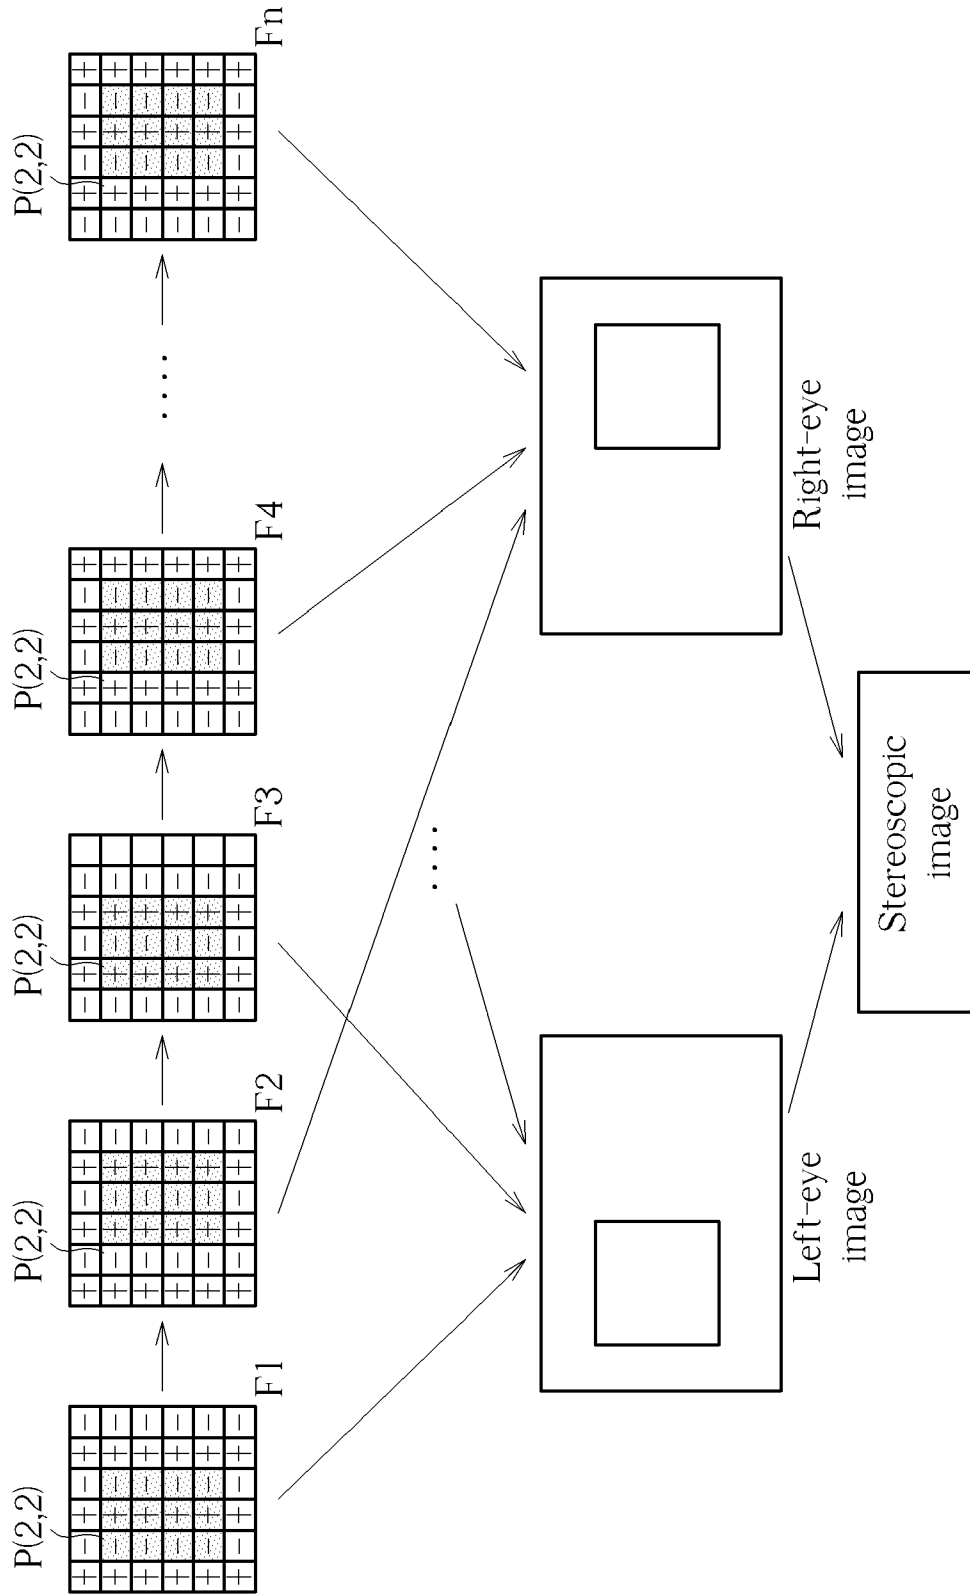 P(2,2)
P(2,2)
P(2,2)
P(2,2)
P(2,2)
+ - + - + -
+ - + - + -
+ - + - + -
+ - + - + -
+ - + - + -
+ - + - + -
F1
+ - + - + -
- - + - + -
- - + - + -
- - + - + -
- - + - + -
+ - + - + -
F2
F3
F4
....
Fn
....
Left-eye
image
Right-eye
image
Stereoscopic
image